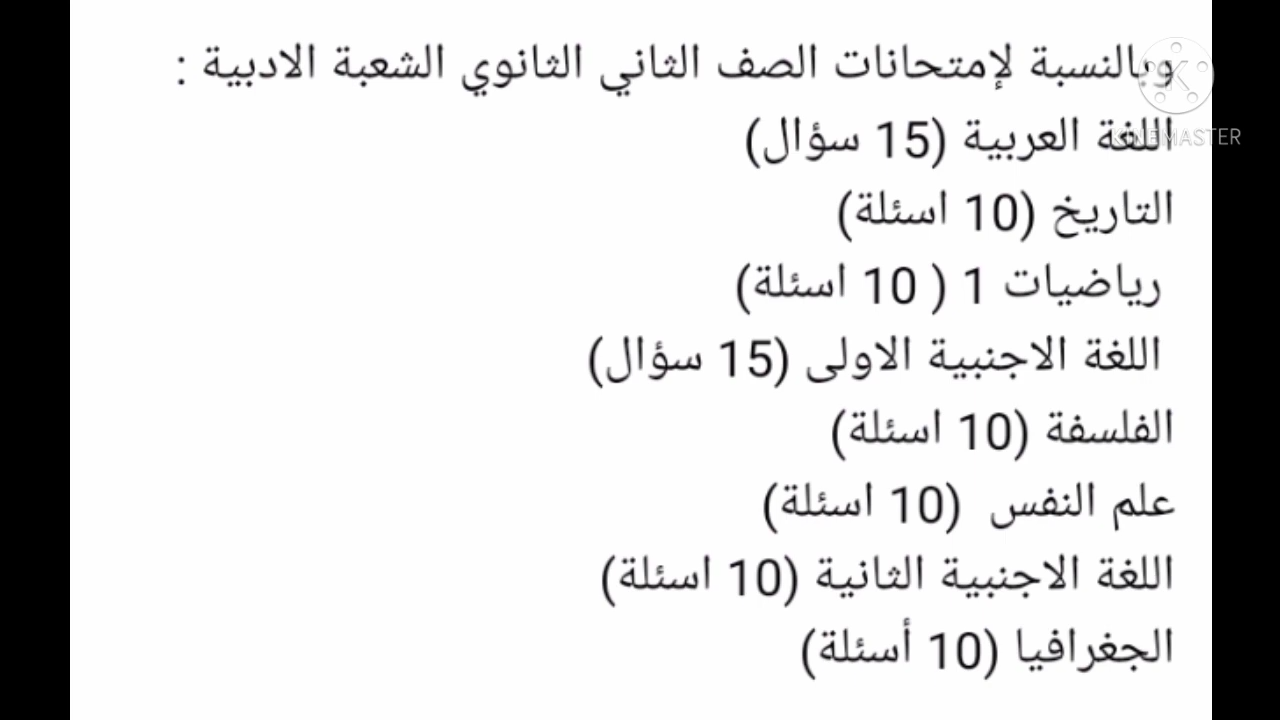 وبالنسبة لإمتحانات الصف الثاني الثانوي الشعبة الادبية :
اللغة العربية (15 سؤال)
التاريخ (10 اسئلة)
رياضيات 1 ( 10 اسئلة)
اللغة الاجنبية الاولى (15 سؤال)
الفلسفة (10 اسئلة)
علم النفس (10 اسئلة)
اللغة الاجنبية الثانية (10 اسئلة)
الجغرافيا (10 أسئلة)
K
KINEMASTER